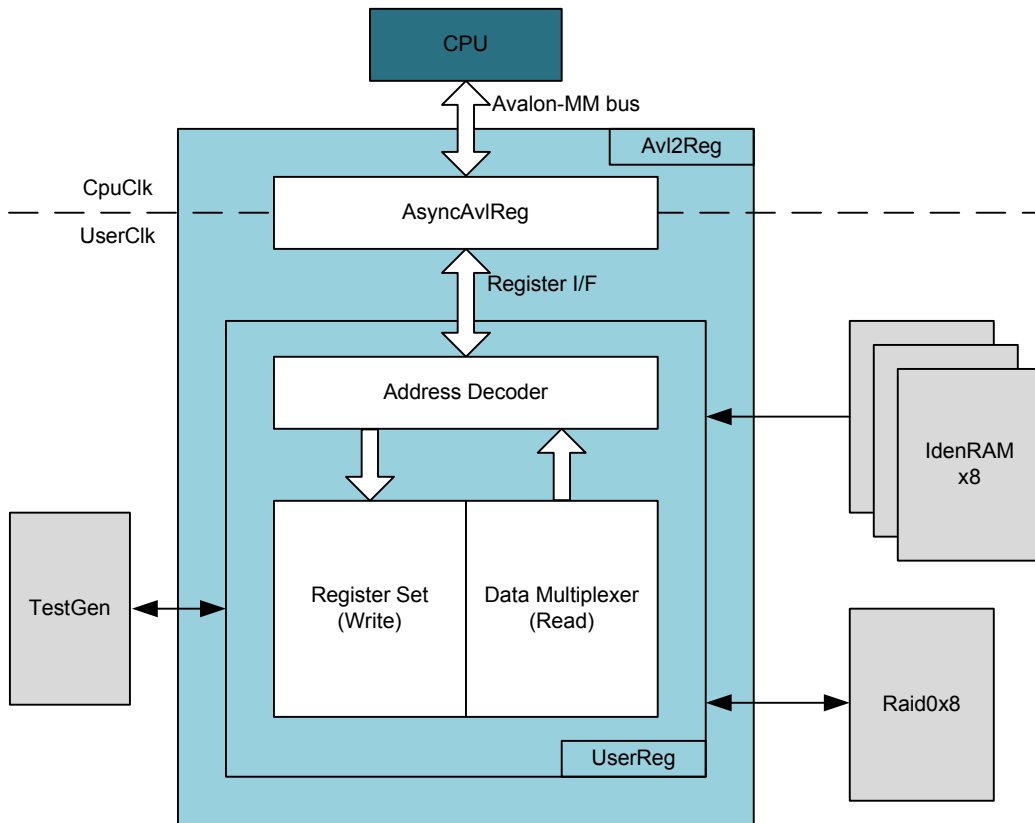 CPU
Avalon-MM bus
Avl2Reg
CpuClk
AsyncAvlReg
UserClk
Register I/F
Address Decoder
IdenRAM
x8
Register Set
(Write)
Data Multiplexer
(Read)
TestGen
Raid0x8
UserReg